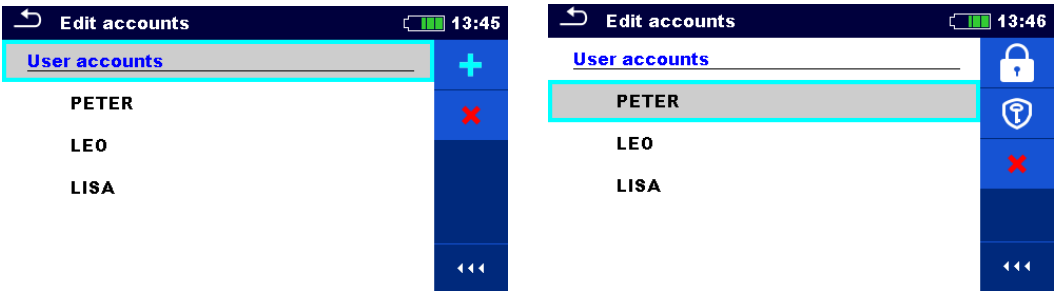 Edit accounts 13:45
User accounts
PETER
LEO
LISA
Edit accounts 13:46
User accounts
PETER
LEO
LISA